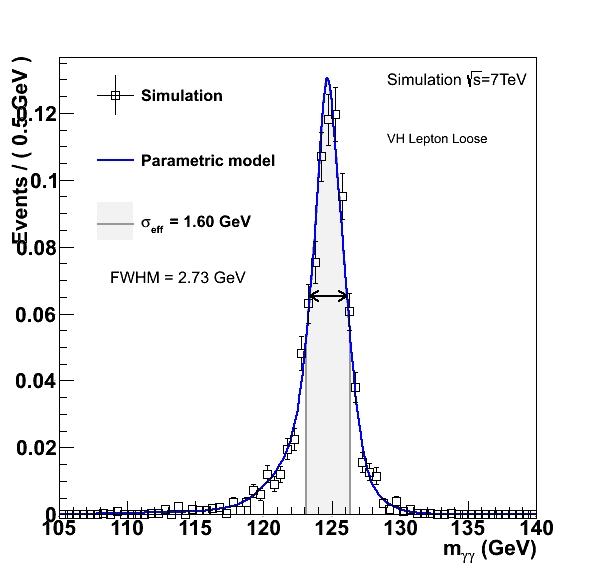 Events / ( 0.5 GeV )
Simulation
Parametric model
σeff = 1.60 GeV
FWHM = 2.73 GeV
Simulation √s=7TeV
VH Lepton Loose
0.12
0.1
0.08
0.06
0.04
0.02
0
105 110 115 120 125 130 135 140
mγγ (GeV)